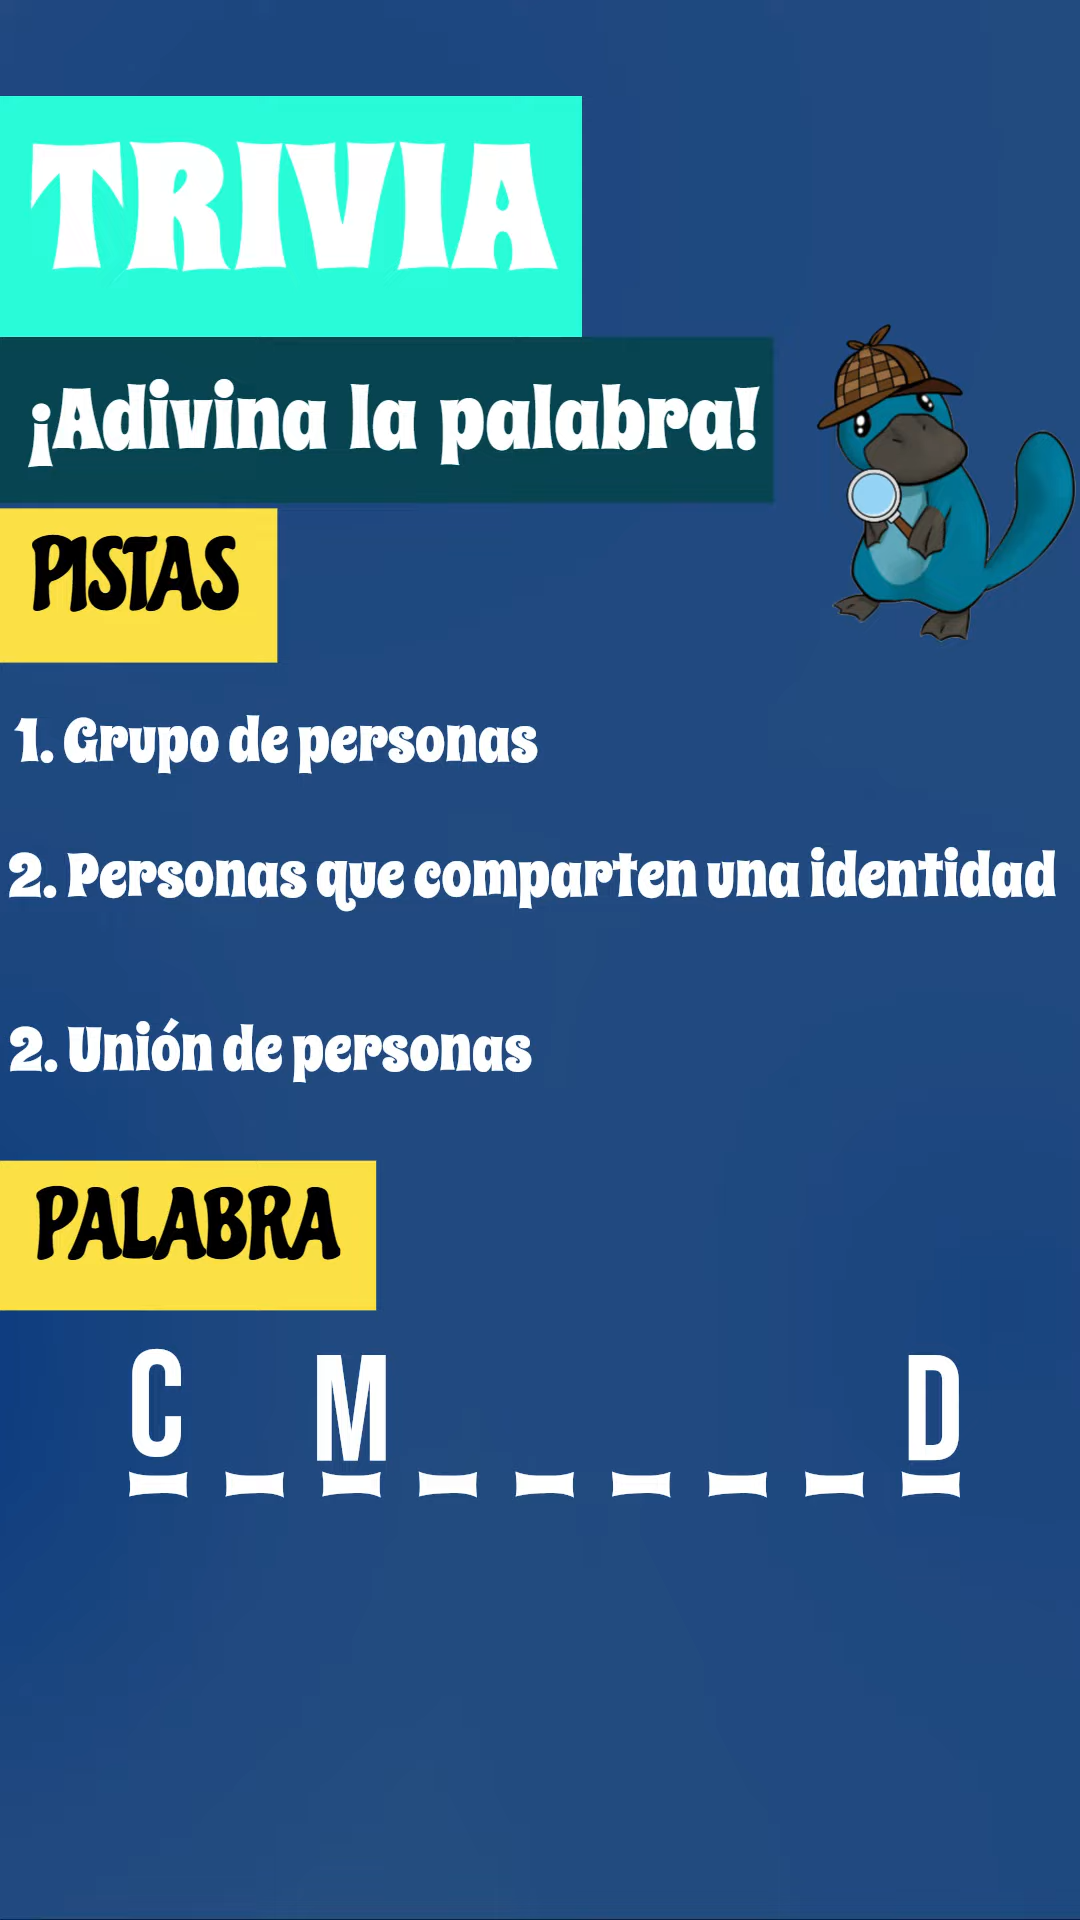 TRIVIA
¡Adivina la palabra!
PISTAS
1. Grupo de personas
2. Personas que comparten una identidad
2. Unión de personas
PALABRA
C _ M _ _ _ _ _ D